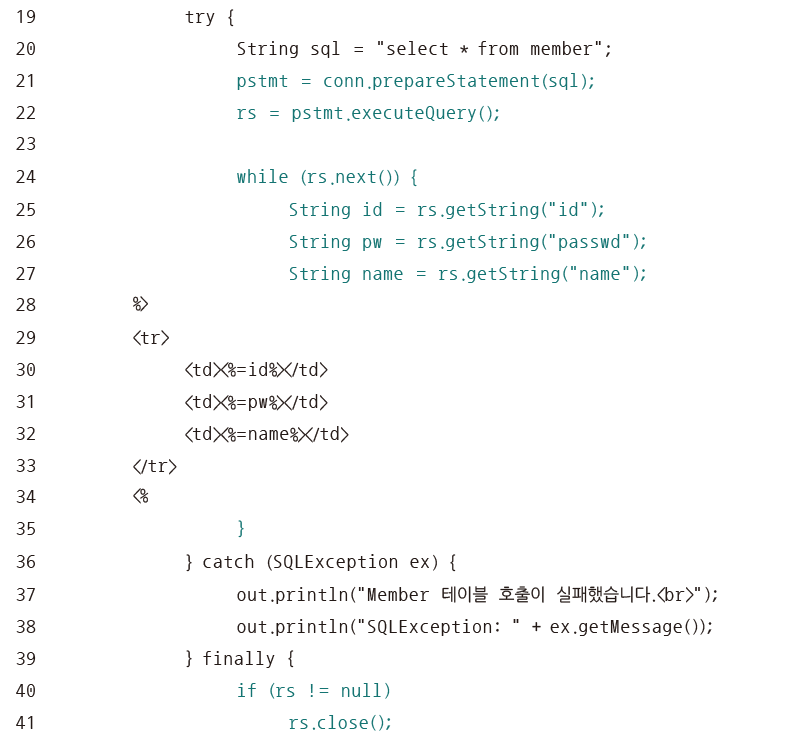 19 try {
20 String sql = "select * from member";
21 pstmt = conn.prepareStatement(sql);
22 rs = pstmt.executeQuery();
23
24 while (rs.next()) {
25 String id = rs.getString("id");
26 String pw = rs.getString("passwd");
27 String name = rs.getString("name");
28 %>
29 <tr>
30 <td><%=id%></td>
31 <td><%=pw%></td>
32 <td><%=name%></td>
33 </tr>
34 <%
35 }
36 } catch (SQLException ex) {
37 out.println("Member 테이블 호출이 실패했습니다.<br>");
38 out.println("SQLException: " + ex.getMessage());
39 } finally {
40 if (rs != null)
41 rs.close();